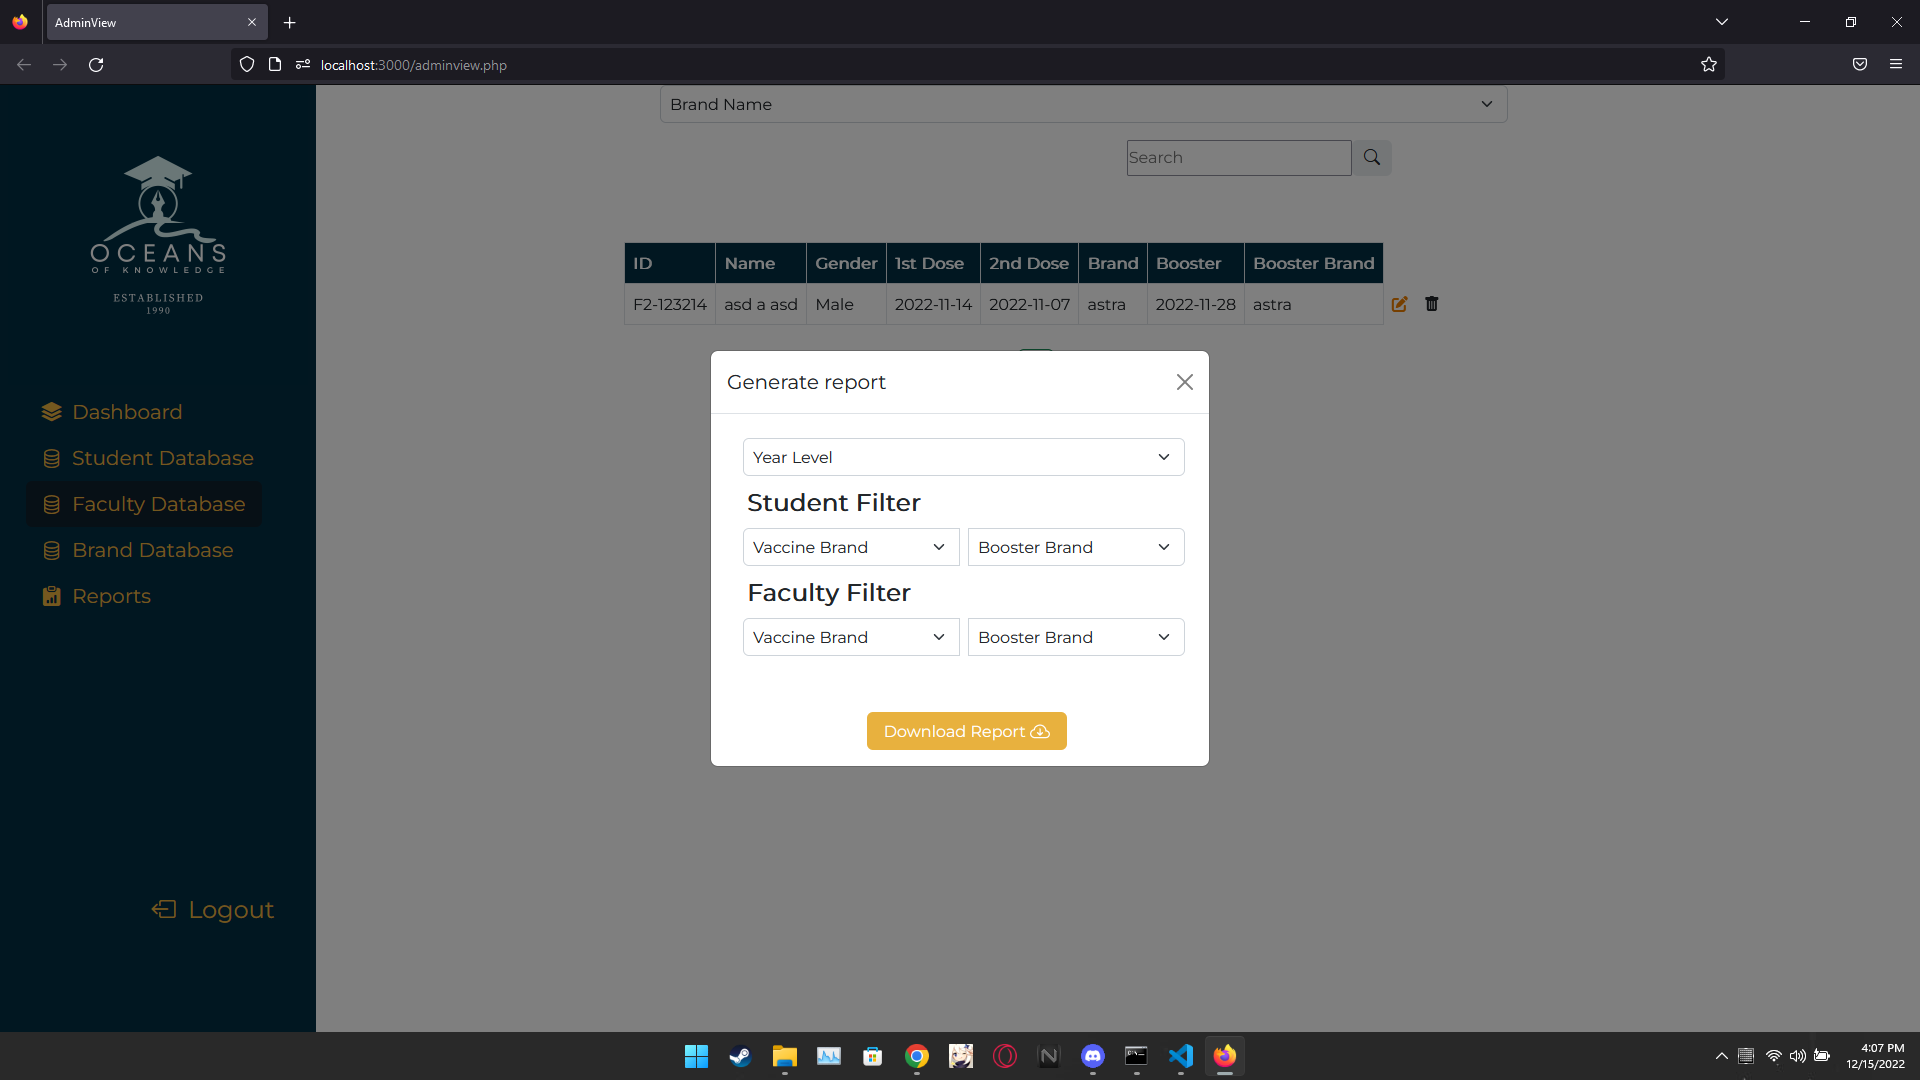 AdminView
localhost:3000/adminview.php
Brand Name
Search
OCEANS
OF KNOWLEDGE
ESTABLISHED
1990
ID Name Gender 1st Dose 2nd Dose Brand Booster Booster Brand
F2-123214 asd a asd Male 2022-11-14 2022-11-07 astra 2022-11-28 astra
Generate report
Year Level
Student Filter
Vaccine Brand Booster Brand
Faculty Filter
Vaccine Brand Booster Brand
Download Report
Dashboard
Student Database
Faculty Database
Brand Database
Reports
Logout
4:07 PM
12/15/2022